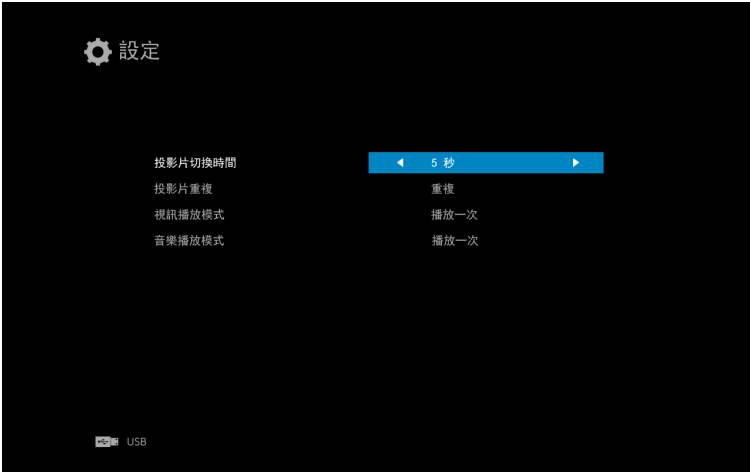 設定
投影片切換時間 5 秒
投影片重複 重複
視訊播放模式 播放一次
音樂播放模式 播放一次
USB